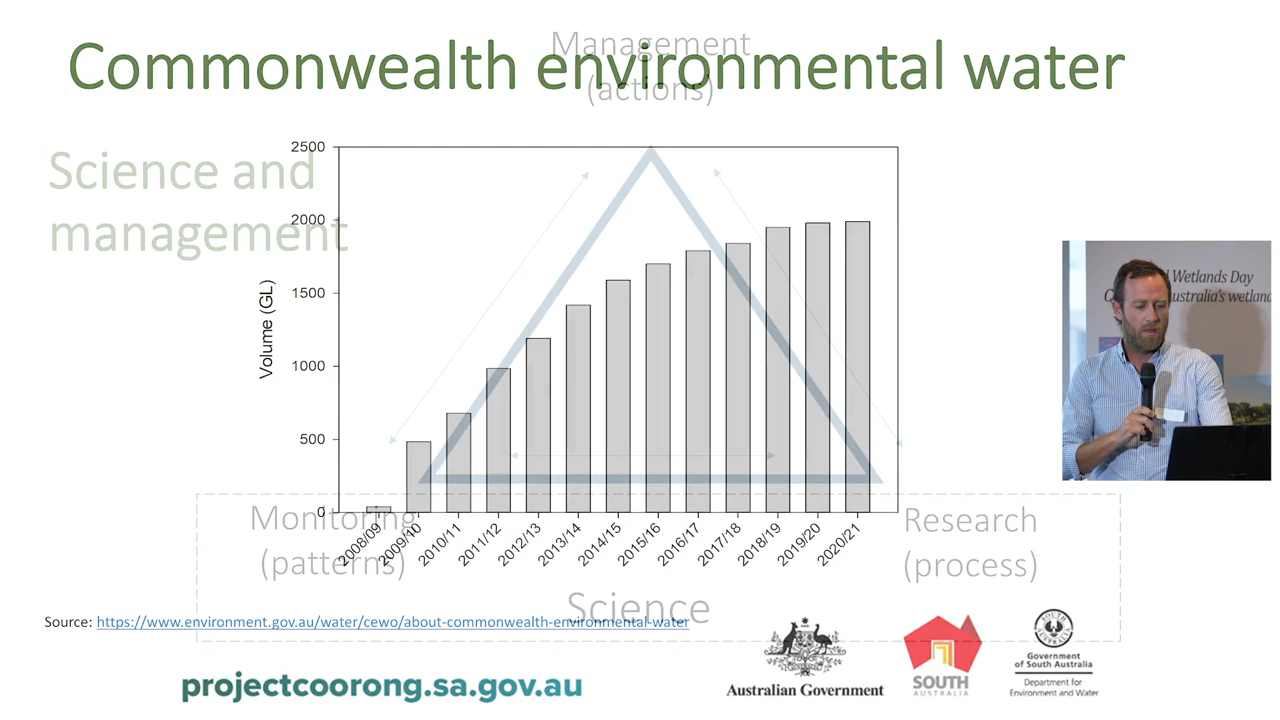 Management
(actions)
Commonwealth environmental water
Science and
management
Volume (GL)
2500
2000
1500
1000
500
0
2008/09
2009/10
2010/11
2011/12
2012/13
2013/14
2014/15
2015/16
2016/17
2017/18
2018/19
2019/20
2020/21
Wetlands Day
ustralia's wetland
Monitoring
(patterns)
Research
(process)
Science
Source: https://www.environment.gov.au/water/cewo/about-commonwealth-environmental-water
projectcoorong.sa.gov.au
Australian Government
SOUTH
AUSTRALIA
Government
of South Australia
Department for
Environment and Water